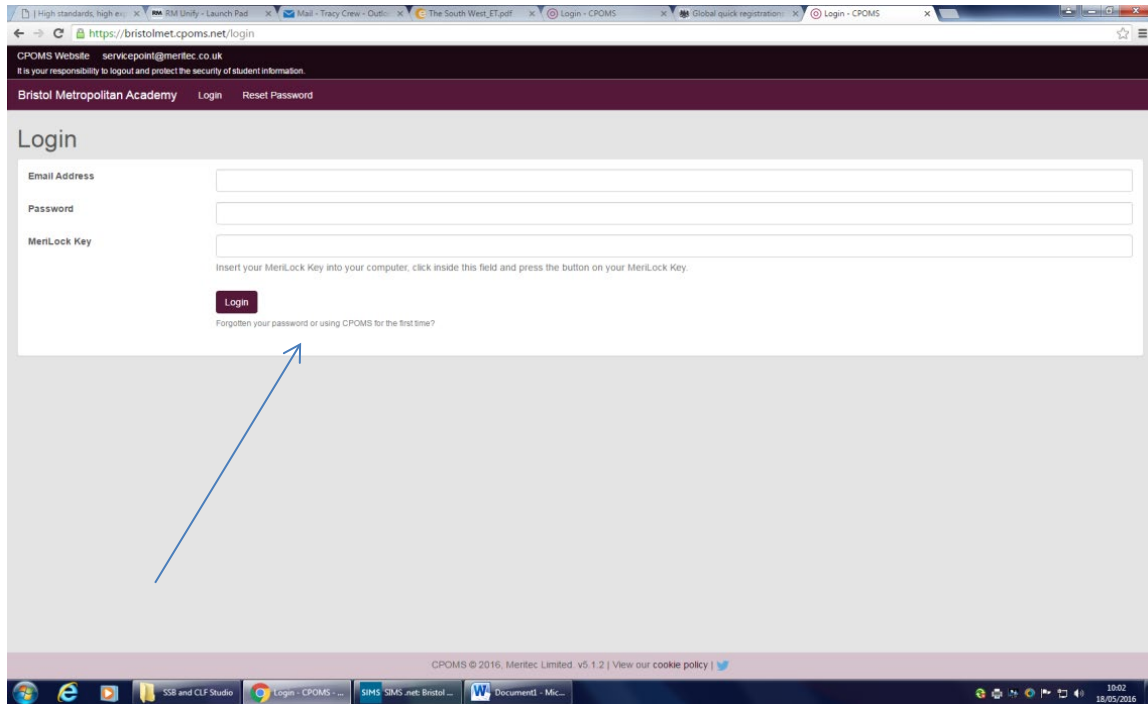 | High standards, high ex
RM RM Unify - Launch Pad
Mail - Tracy Crew - Outlo
The South West_ET.pdf
Login - CPOMS
Global quick registration
Login - CPOMS
https://bristolmet.cpoms.net/login
CPOMS Website servicepoint@meritec.co.uk
It is your responsibility to logout and protect the security of student information.
Bristol Metropolitan Academy Login Reset Password
Login
Email Address
Password
MeriLock Key
Insert your MeriLock Key into your computer, click inside this field and press the button on your MeriLock Key.
Login
Forgotten your password or using CPOMS for the first time?
CPOMS © 2016. Meritec Limited. v5.1.2 | View our cookie policy |
SSB and CLF Studio
Login - CPOMS - ...
SIMS SIMS .net: Bristol ...
Document1 - Mic...
10:02
18/05/2016